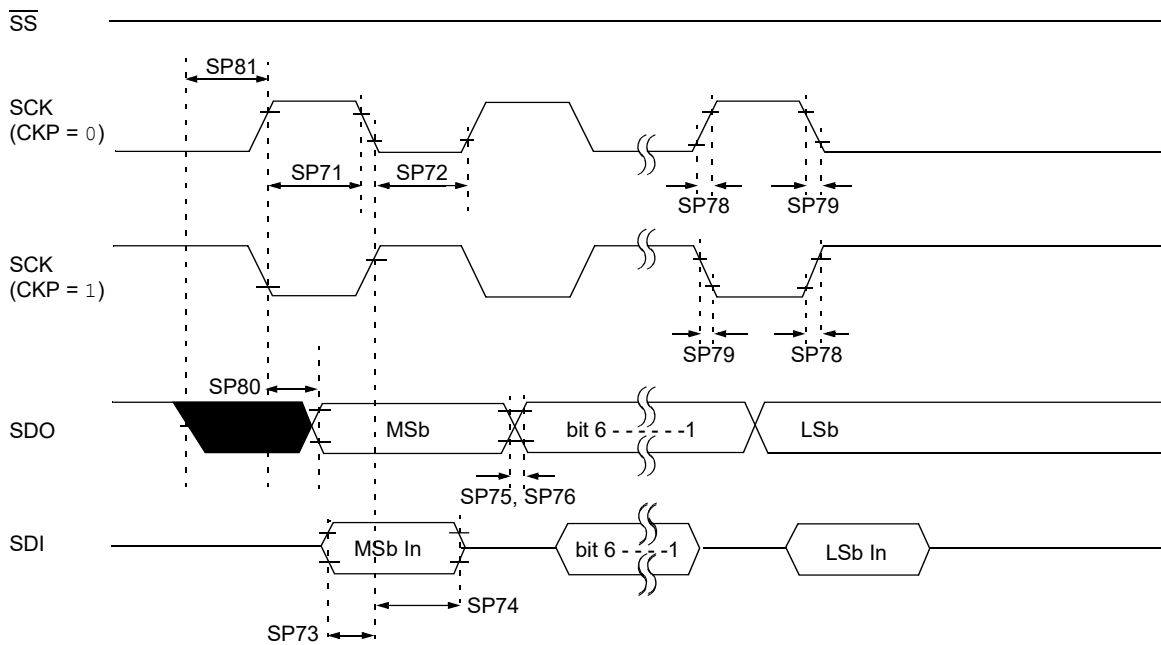 SS
SP81
SCK
(CKP = 0)
SP71
SP72
SP78
SP79
SCK
(CKP = 1)
SP79
SP78
SP80
SDO
MSb
bit 6 - - - - - - -1
LSb
SP75, SP76
SDI
MSb In
bit 6 - - - - -1
LSb In
SP74
SP73